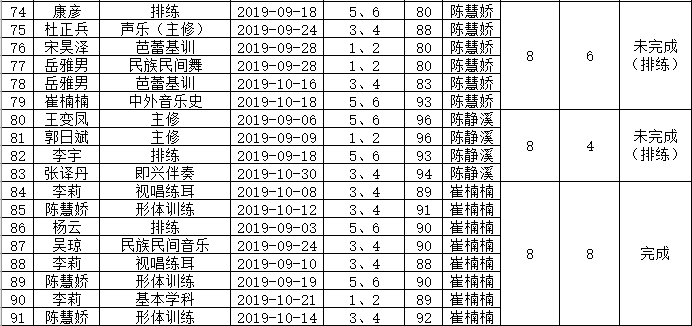 74 康彦 排练 2019-09-18 5、6 80 陈慧娇
75 杜正兵 声乐（主修） 2019-09-24 3、4 88 陈慧娇
76 宋昊泽 芭蕾基训 2019-09-28 1、2 80 陈慧娇
77 岳雅男 民族民间舞 2019-09-28 1、2 80 陈慧娇
78 岳雅男 芭蕾基训 2019-10-16 3、4 83 陈慧娇
79 崔楠楠 中外音乐史 2019-10-18 5、6 93 陈慧娇
8 6 未完成
（排练）
80 王变凤 主修 2019-09-06 5、6 96 陈静溪
81 郭日斌 主修 2019-09-09 1、2 96 陈静溪
82 李宇 排练 2019-09-18 5、6 93 陈静溪
83 张译丹 即兴伴奏 2019-10-30 3、4 94 陈静溪
8 4 未完成
（排练）
84 李莉 视唱练耳 2019-10-08 3、4 89 崔楠楠
85 陈慧娇 形体训练 2019-10-12 3、4 91 崔楠楠
86 杨云 排练 2019-09-03 5、6 90 崔楠楠
87 吴琼 民族民间音乐 2019-09-24 3、4 90 崔楠楠
88 李莉 视唱练耳 2019-09-10 3、4 88 崔楠楠
89 陈慧娇 形体训练 2019-09-19 5、6 90 崔楠楠
90 李莉 基本学科 2019-10-21 1、2 89 崔楠楠
91 陈慧娇 形体训练 2019-10-14 3、4 92 崔楠楠
8 8 完成